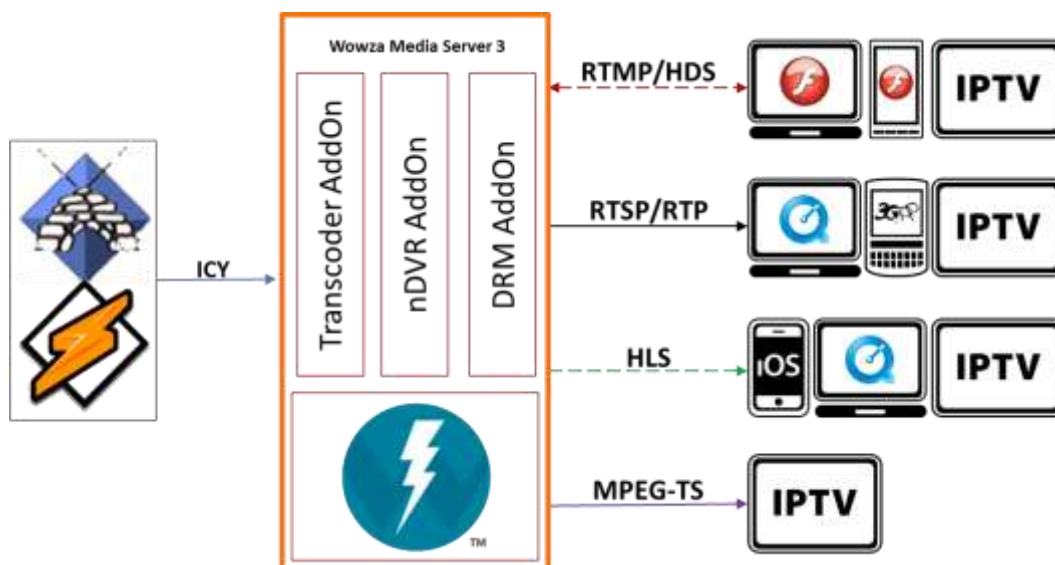 Wowza Media Server 3
Transcoder AddOn
nDVR AddOn
DRM AddOn
TM
ICY
RTMP/HDS
IPTV
RTSP/RTP
3G
IPTV
HLS
iOS
IPTV
MPEG-TS
IPTV